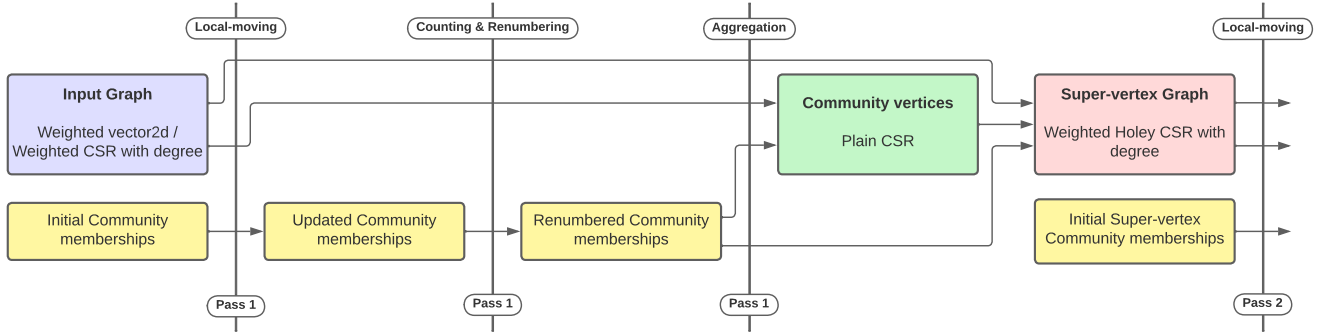 Local-moving
Counting & Renumbering
Aggregation
Local-moving
Input Graph
Weighted vector2d /
Weighted CSR with degree
Community vertices
Plain CSR
Super-vertex Graph
Weighted Holey CSR with
degree
Initial Community
memberships
Updated Community
memberships
Renumbered Community
memberships
Initial Super-vertex
Community memberships
Pass 1
Pass 1
Pass 1
Pass 2